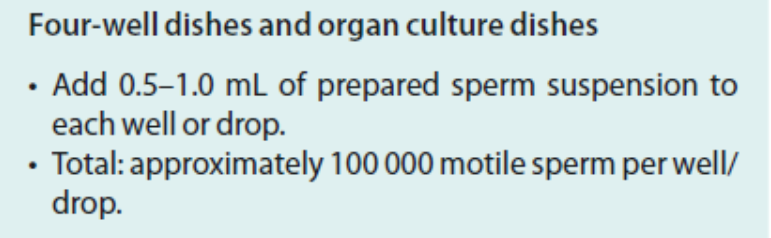 Four-well dishes and organ culture dishes
• Add 0.5–1.0 mL of prepared sperm suspension to
each well or drop.
• Total: approximately 100 000 motile sperm per well/
drop.